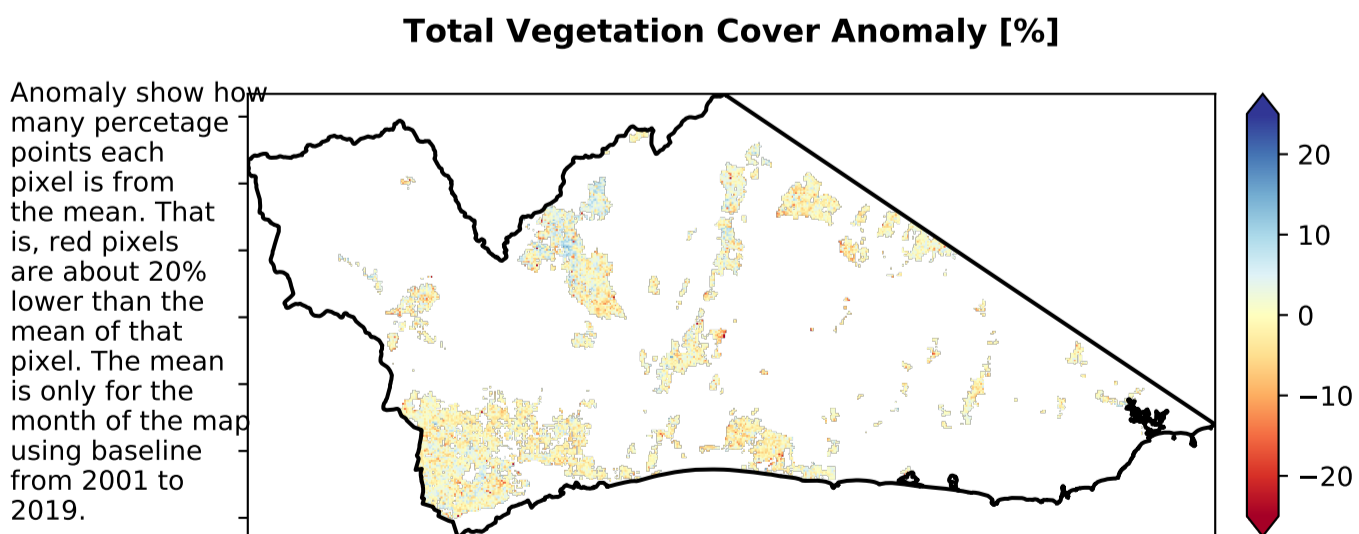 Total Vegetation Cover Anomaly [%]
Anomaly show how
many percetage
points each
pixel is from
the mean. That
is, red pixels
are about 20%
lower than the
mean of that
pixel. The mean
is only for the
month of the map
using baseline
from 2001 to
2019.
20
10
0
−10
−20